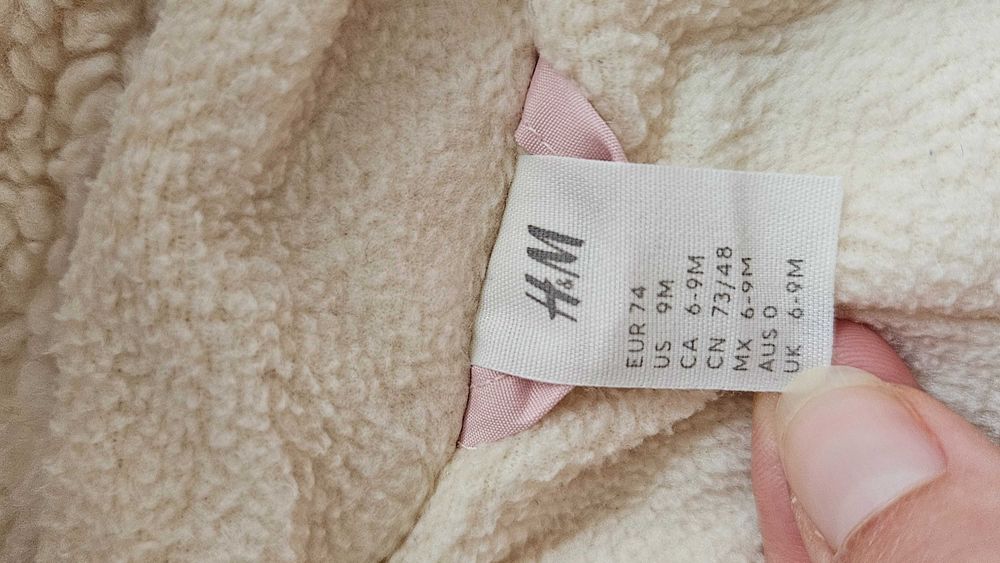 H&M
EUR 74
US 9M
CA 6-9M
CN 73/48
MX 6-9M
AUS 0
UK 6-9M